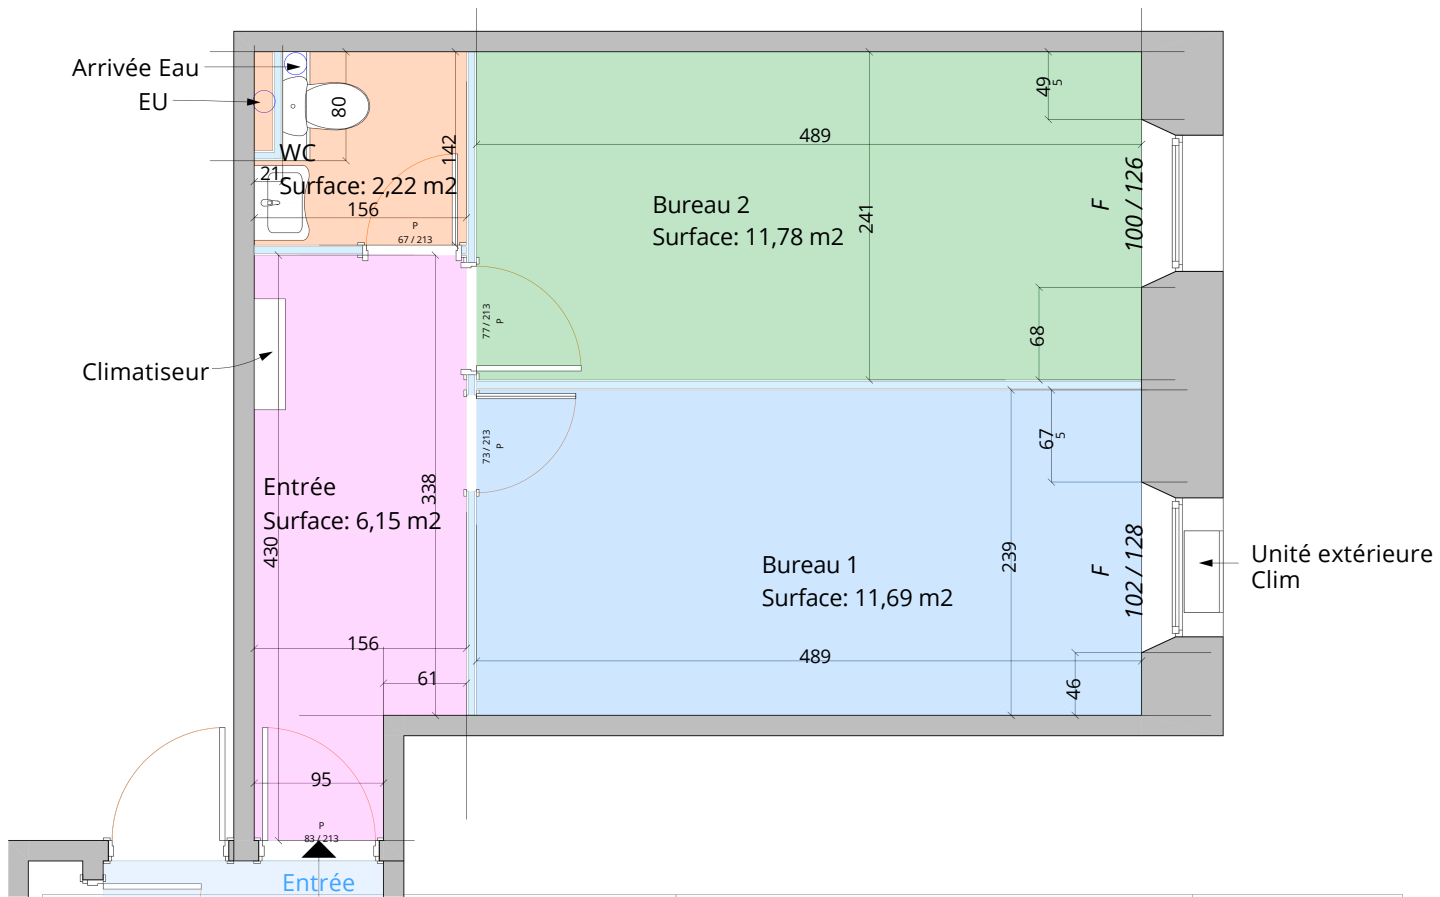 Arrivée Eau
EU
80
142
WC
21
Surface: 2,22 m2
156
P
67 / 213
489
49
5
F
100 / 126
Bureau 2
Surface: 11,78 m2
241
77 / 213
P
68
Climatiseur
73 / 213
P
67
5
Entrée
Surface: 6,15 m2
338
430
239
F
102 / 128
Unité extérieure
Clim
Bureau 1
Surface: 11,69 m2
156
489
61
46
95
P
83 / 213
Entrée